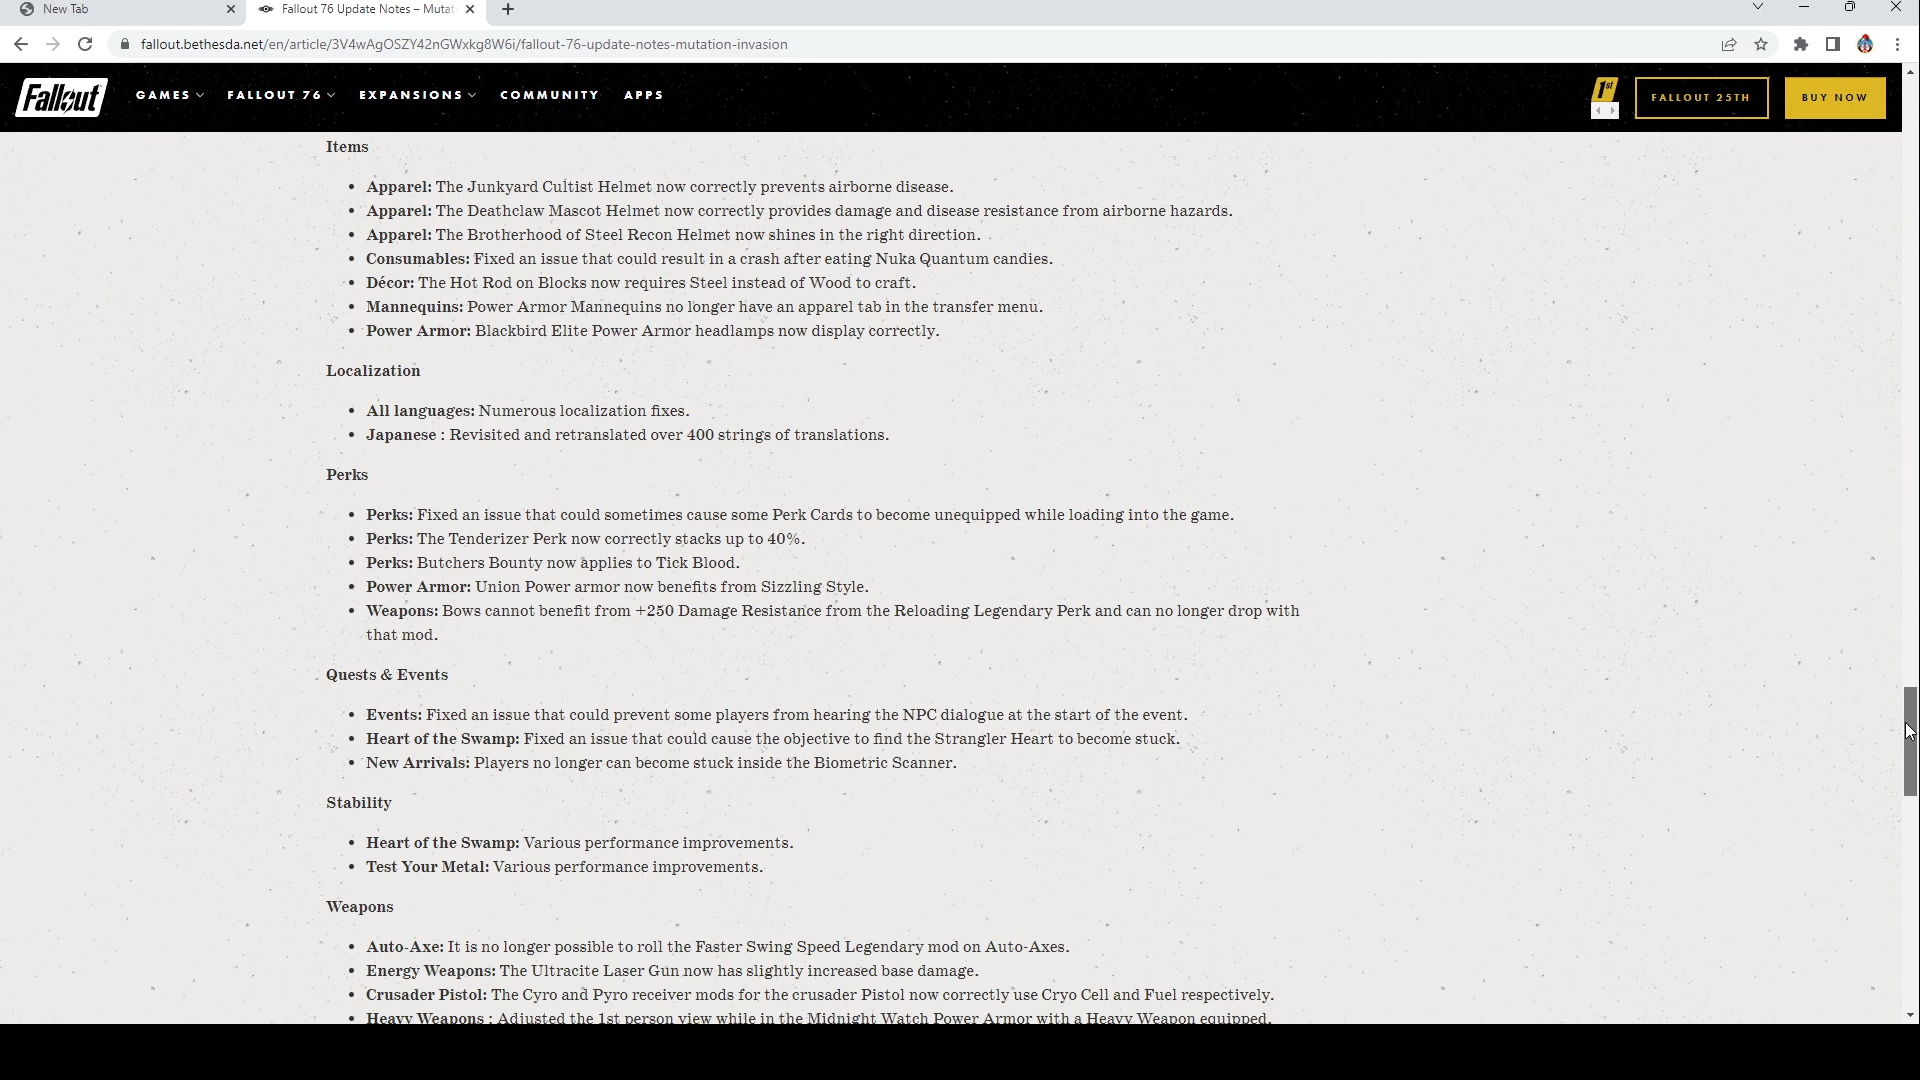 New Tab
Fallout 76 Update Notes – Mutat
fallout.bethesda.net/en/article/3V4wAgOSZY42nGWxkg8W6i/fallout-76-update-notes-mutation-invasion
Fallout
GAMES
FALLOUT 76
EXPANSIONS
COMMUNITY
APPS
1st
FALLOUT 25TH
BUY NOW
Items
• Apparel: The Junkyard Cultist Helmet now correctly prevents airborne disease.
• Apparel: The Deathclaw Mascot Helmet now correctly provides damage and disease resistance from airborne hazards.
• Apparel: The Brotherhood of Steel Recon Helmet now shines in the right direction.
• Consumables: Fixed an issue that could result in a crash after eating Nuka Quantum candies.
• Décor: The Hot Rod on Blocks now requires Steel instead of Wood to craft.
• Mannequins: Power Armor Mannequins no longer have an apparel tab in the transfer menu.
• Power Armor: Blackbird Elite Power Armor headlamps now display correctly.
Localization
• All languages: Numerous localization fixes.
• Japanese : Revisited and retranslated over 400 strings of translations.
Perks
• Perks: Fixed an issue that could sometimes cause some Perk Cards to become unequipped while loading into the game.
• Perks: The Tenderizer Perk now correctly stacks up to 40%.
• Perks: Butchers Bounty now applies to Tick Blood.
• Power Armor: Union Power armor now benefits from Sizzling Style.
• Weapons: Bows cannot benefit from +250 Damage Resistance from the Reloading Legendary Perk and can no longer drop with
that mod.
Quests & Events
• Events: Fixed an issue that could prevent some players from hearing the NPC dialogue at the start of the event.
• Heart of the Swamp: Fixed an issue that could cause the objective to find the Strangler Heart to become stuck.
• New Arrivals: Players no longer can become stuck inside the Biometric Scanner.
Stability
• Heart of the Swamp: Various performance improvements.
• Test Your Metal: Various performance improvements.
Weapons
• Auto-Axe: It is no longer possible to roll the Faster Swing Speed Legendary mod on Auto-Axes.
• Energy Weapons: The Ultracite Laser Gun now has slightly increased base damage.
• Crusader Pistol: The Cyro and Pyro receiver mods for the crusader Pistol now correctly use Cryo Cell and Fuel respectively.
• Heavy Weapons : Adjusted the 1st person view while in the Midnight Watch Power Armor with a Heavy Weapon equipped.